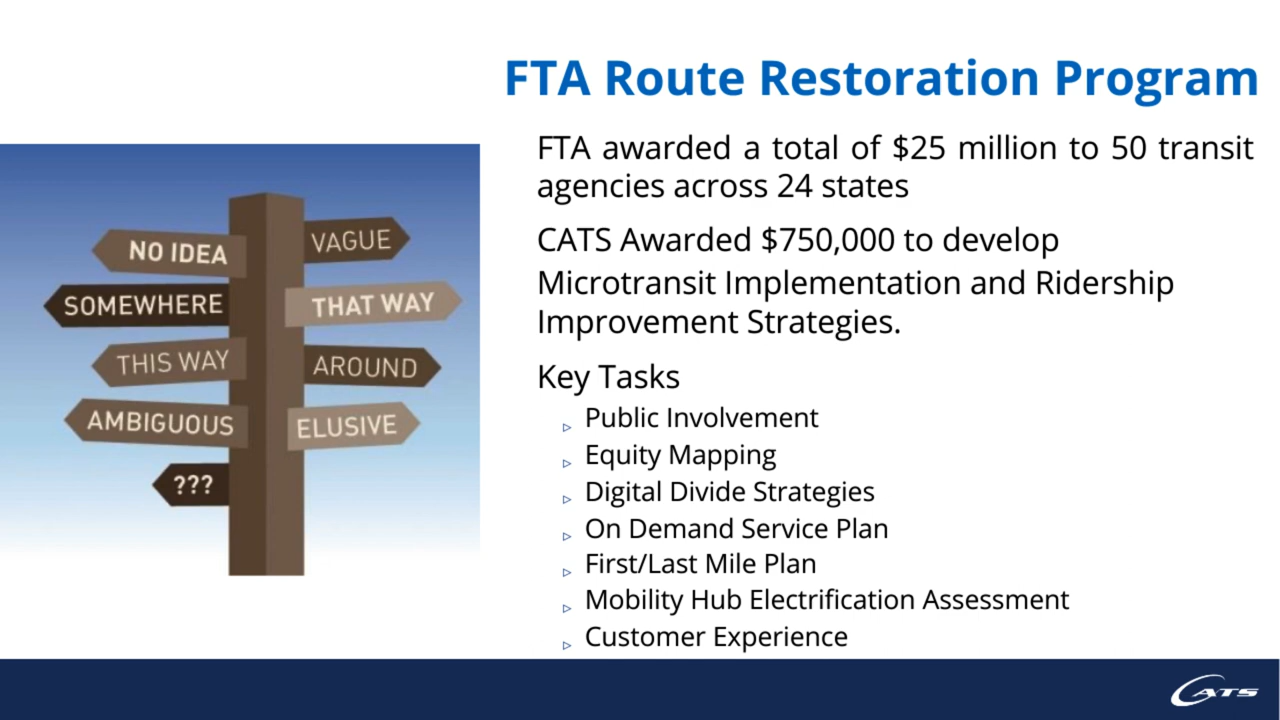 FTA Route Restoration Program
FTA awarded a total of $25 million to 50 transit
agencies across 24 states
CATS Awarded $750,000 to develop
Microtransit Implementation and Ridership
Improvement Strategies.
Key Tasks
Public Involvement
Equity Mapping
Digital Divide Strategies
On Demand Service Plan
First/Last Mile Plan
Mobility Hub Electrification Assessment
Customer Experience
NO IDEA
VAGUE
SOMEWHERE
THAT WAY
THIS WAY
AROUND
AMBIGUOUS
ELUSIVE
???
CATS